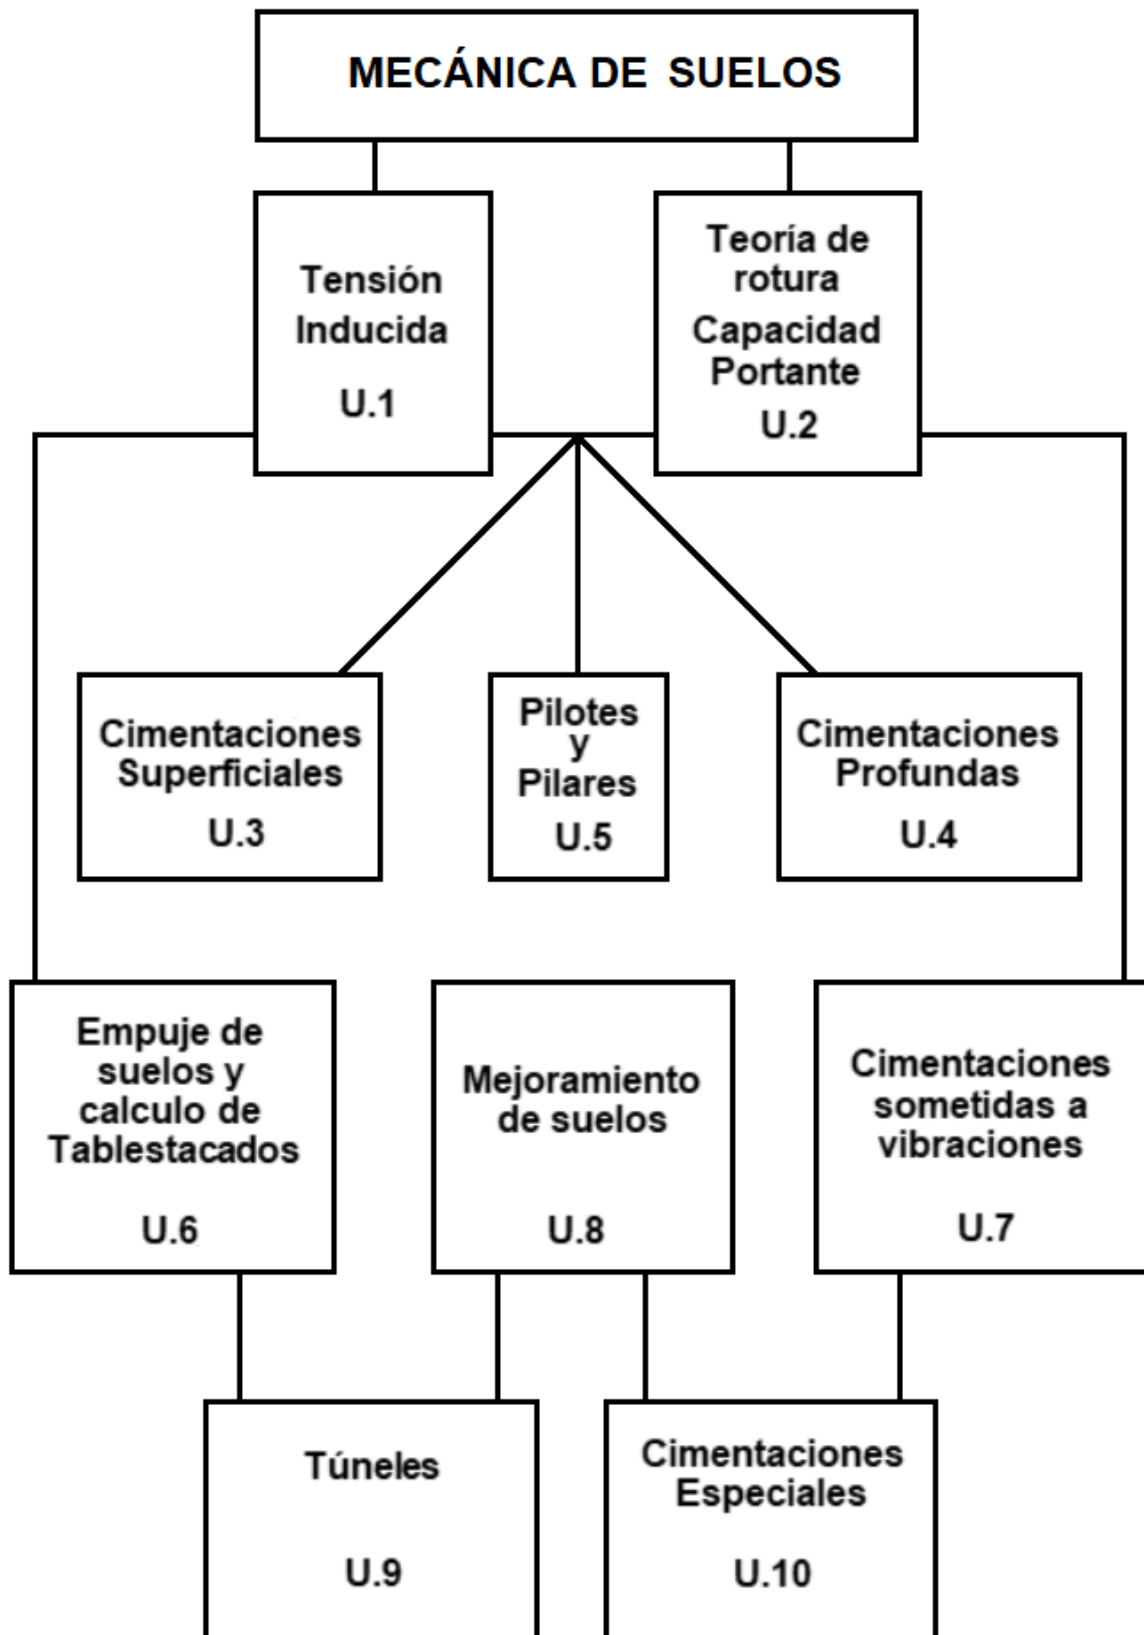 MECÁNICA DE SUELOS
Tensión
Inducida
U.1
Teoría de
rotura
Capacidad
Portante
U.2
Cimentaciones
Superficiales
U.3
Pilotes
y
Pilares
U.5
Cimentaciones
Profundas
U.4
Empuje de
suelos y
calculo de
Tablestacados
U.6
Mejoramiento
de suelos
U.8
Cimentaciones
sometidas a
vibraciones
U.7
Túneles
U.9
Cimentaciones
Especiales
U.10